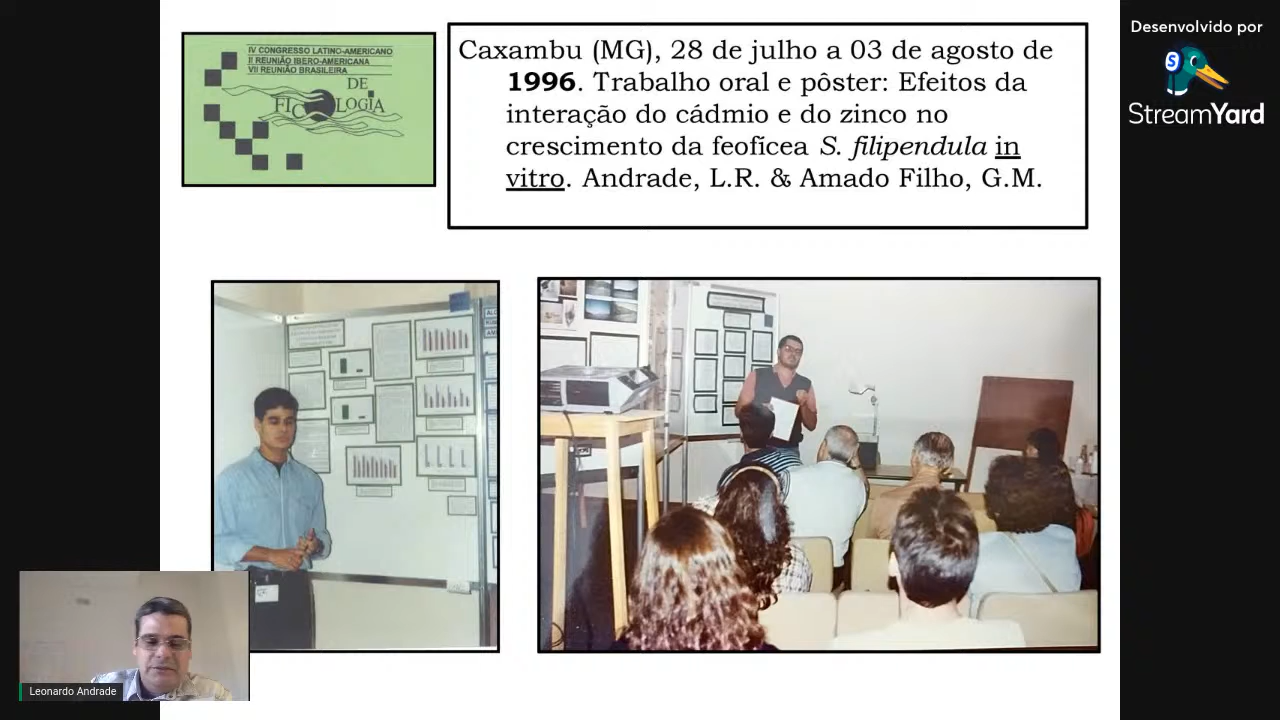 IV CONGRESSO LATINO-AMERICANO
II REUNIÃO IBERO-AMERICANA
VII REUNIÃO BRASILEIRA
DE
FICOLOGIA
Caxambu (MG), 28 de julho a 03 de agosto de
1996. Trabalho oral e pôster: Efeitos da
interação do cádmio e do zinco no
crescimento da feofícea S. filipendula in
vitro. Andrade, L.R. & Amado Filho, G.M.
Desenvolvido por
StreamYard
Leonardo Andrade